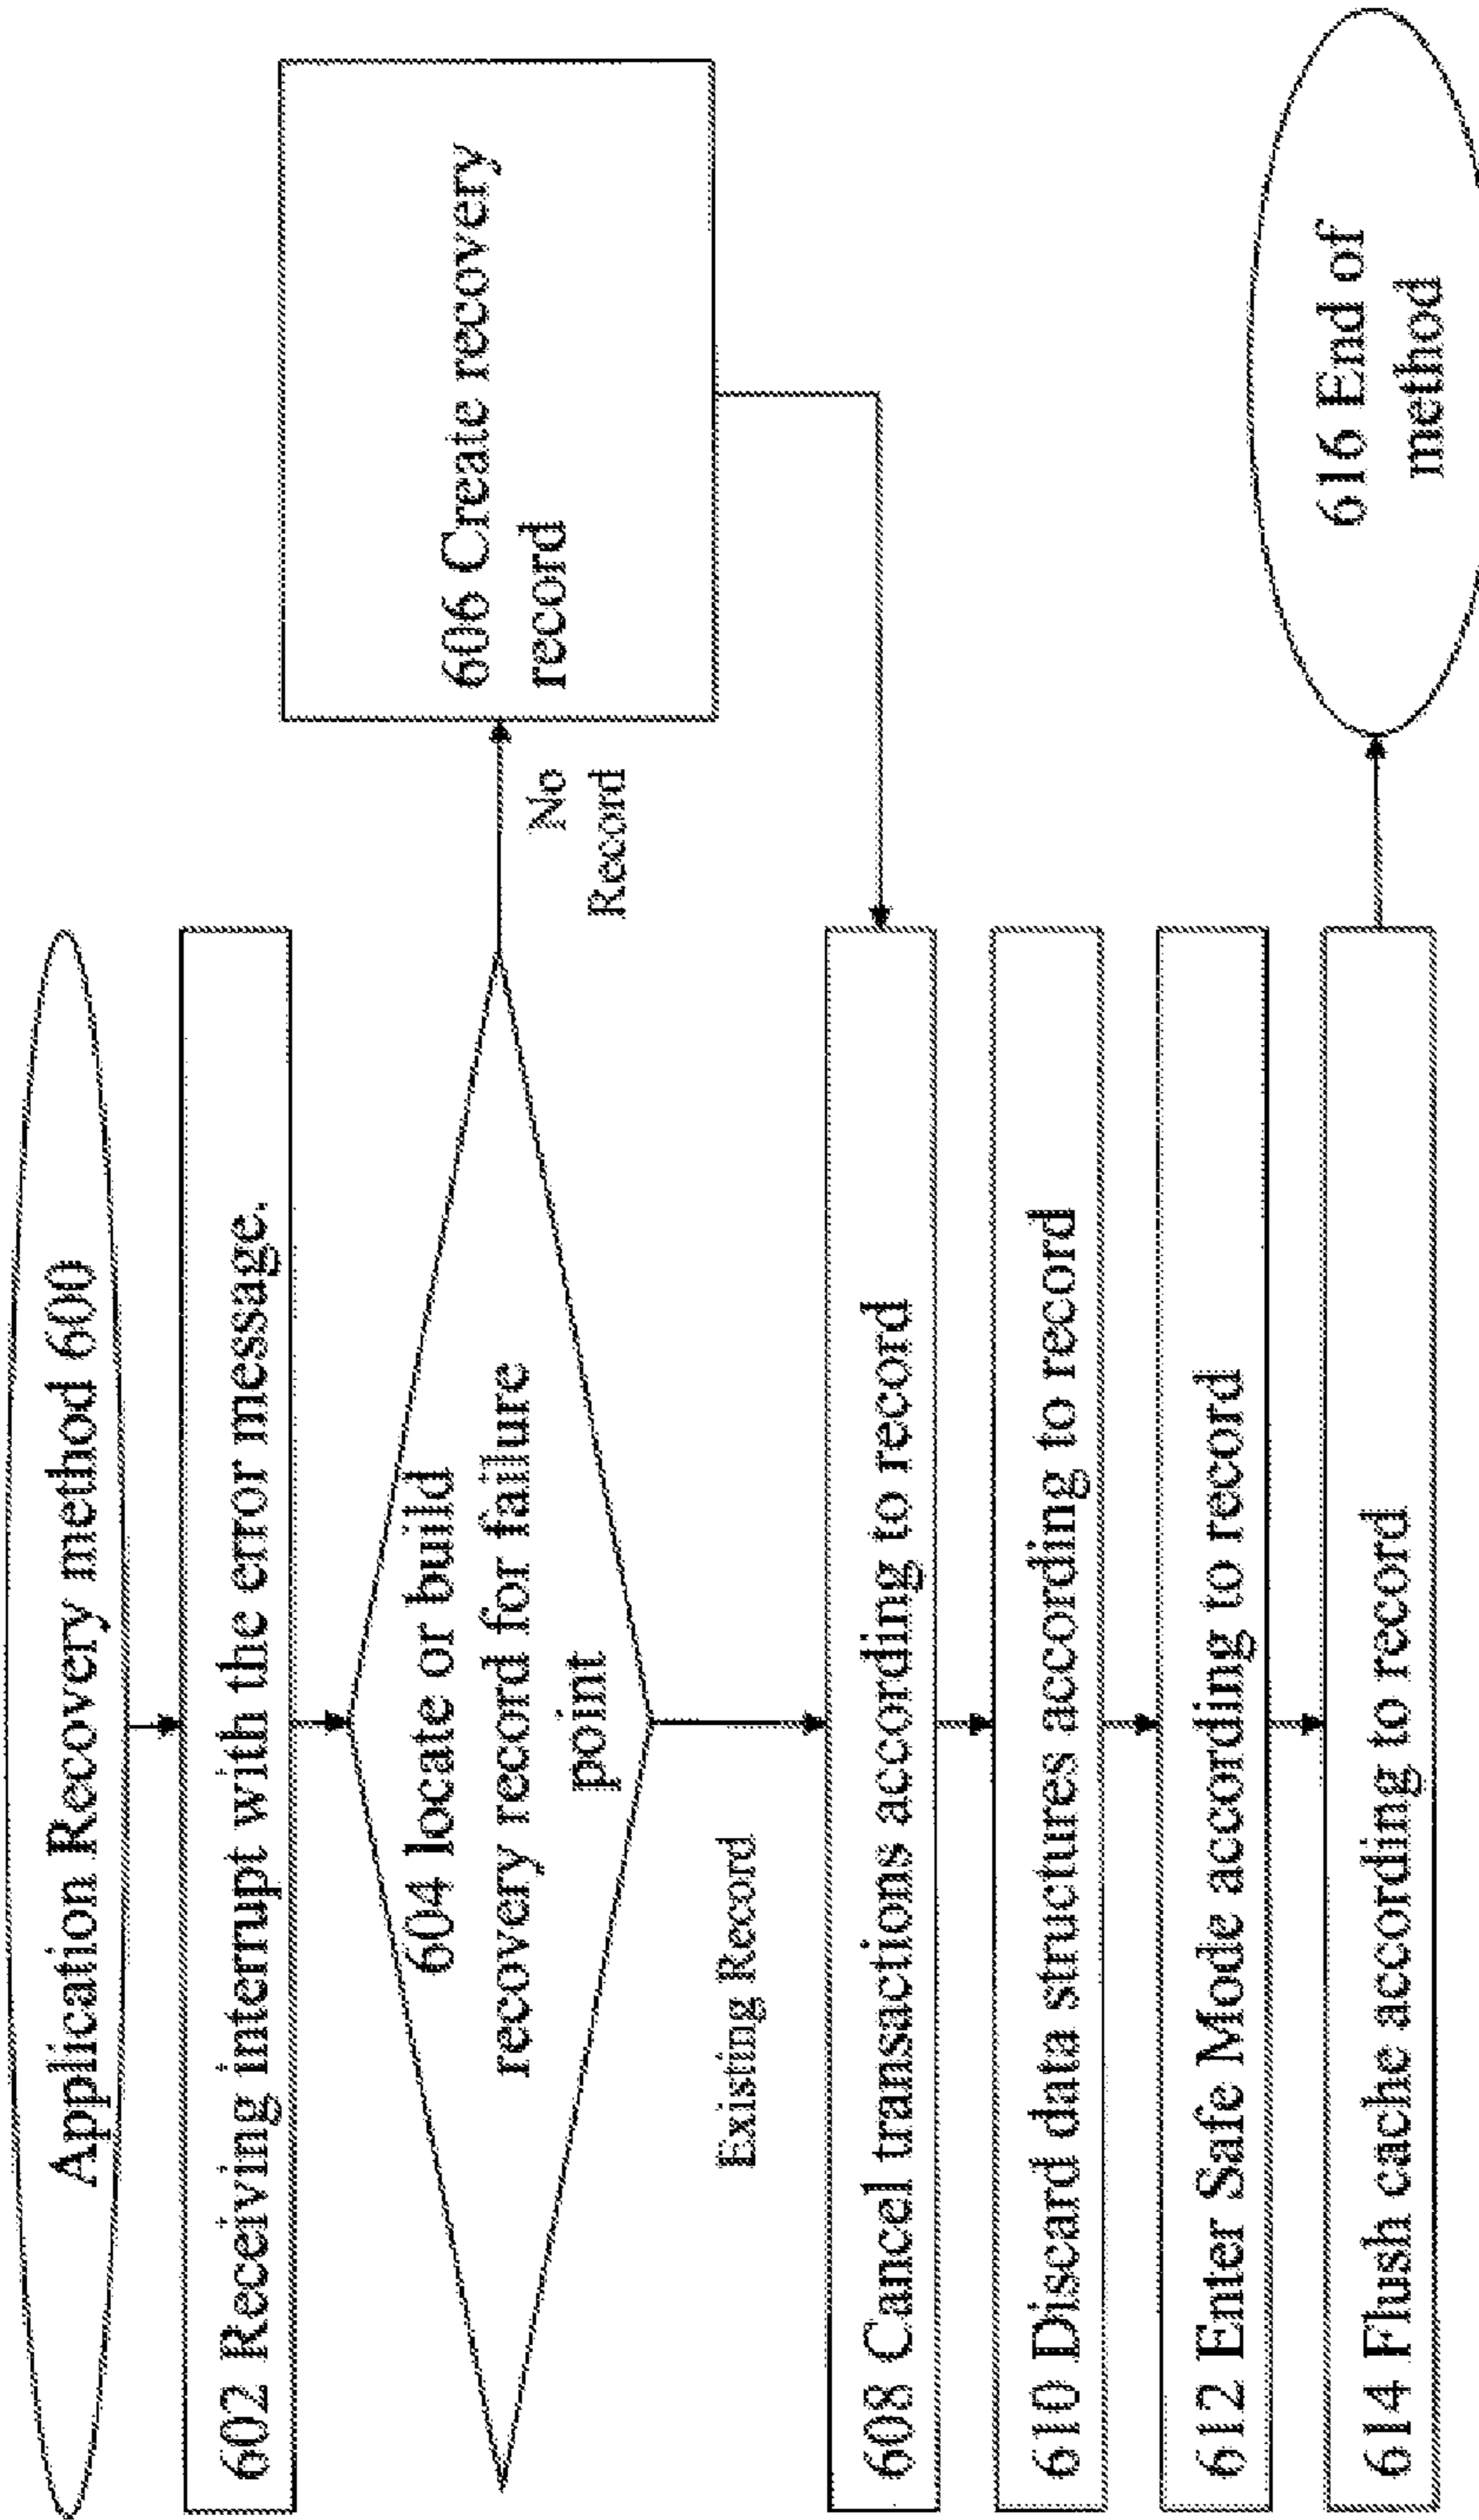 Application Recovery method 600
602 Receiving interrupt with the error message.
604 locate or build
recovery record for failure
point
No
Record
606 Create recovery
record
Existing Record
608 Cancel transactions according to record
610 Discard data structures according to record
612 Enter Safe Mode according to record
614 Flush cache according to record
616 End of
method